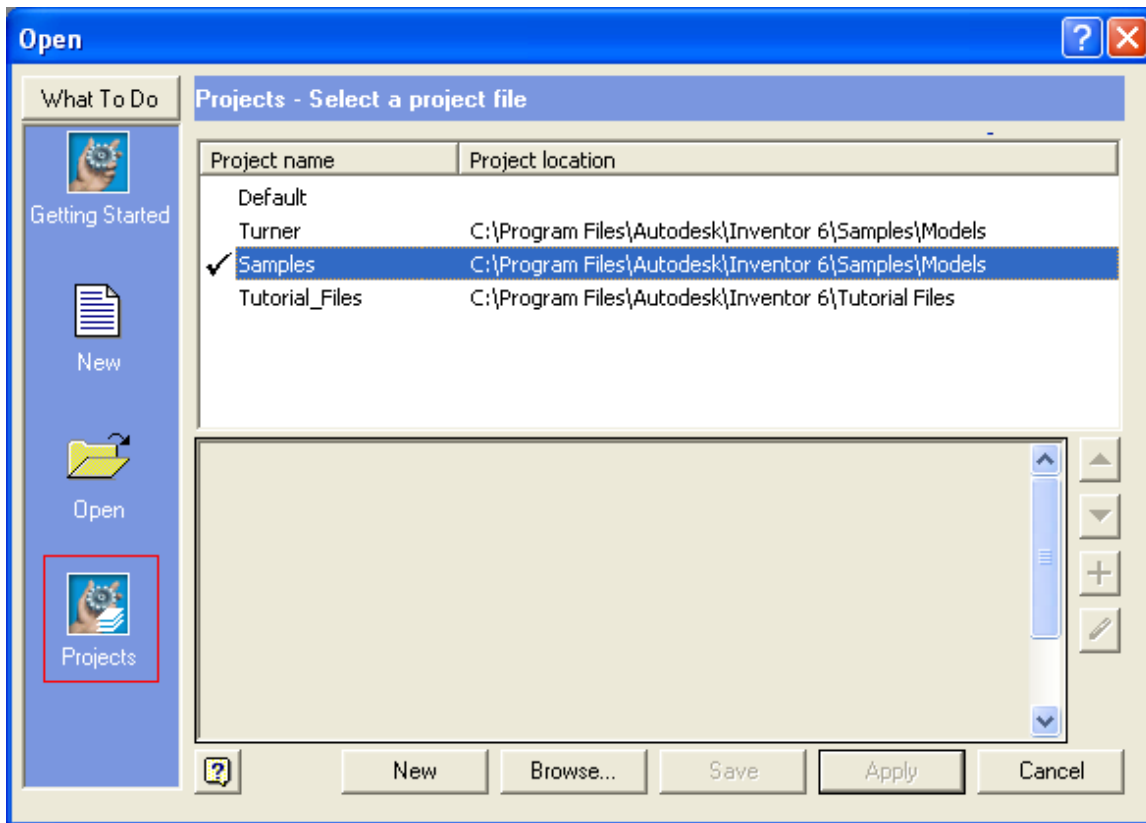 Open
What To Do
Getting Started
New
Open
Projects
Projects - Select a project file
Project name Project location
Default
Turner C:\Program Files\Autodesk\Inventor 6\Samples\Models
Samples C:\Program Files\Autodesk\Inventor 6\Samples\Models
Tutorial_Files C:\Program Files\Autodesk\Inventor 6\Tutorial Files
New Browse... Save Apply Cancel